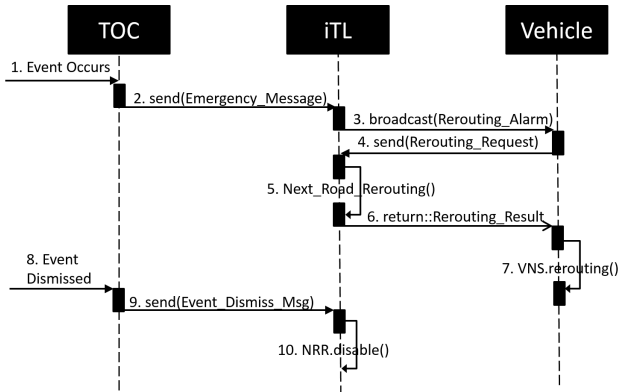 TOC
iTL
Vehicle
1. Event Occurs
2. send(Emergency_Message)
3. broadcast(Rerouting_Alarm)
4. send(Rerouting_Request)
5. Next_Road_Rerouting()
6. return::Rerouting_Result
7. VNS.rerouting()
8. Event
Dismissed
9. send(Event_Dismiss_Msg)
10. NRR.disable()